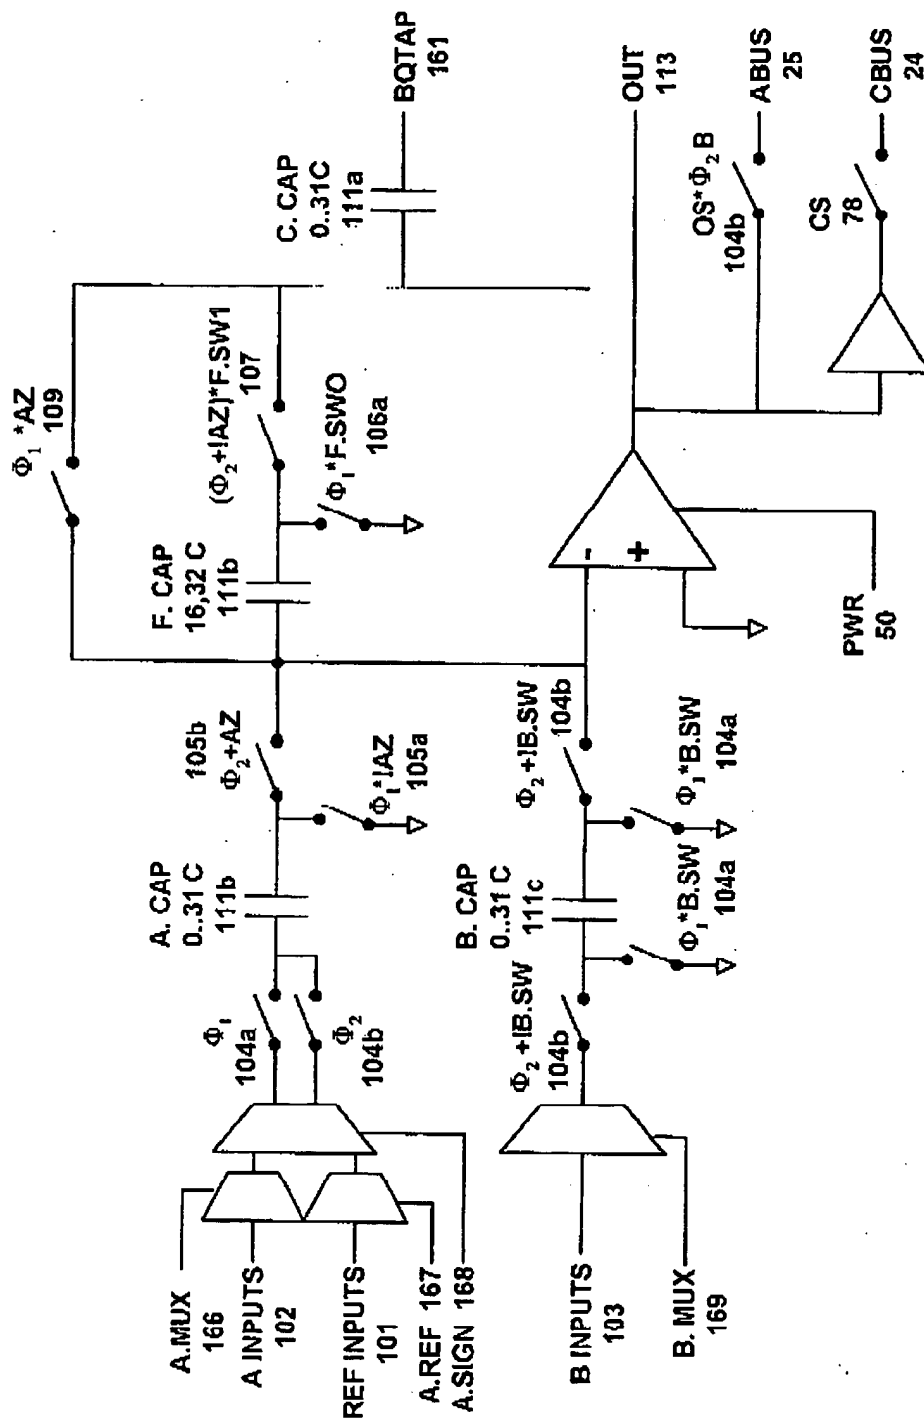 Φ1 *AZ
109
C. CAP
0..31C
111a
BQTAP
161
F. CAP
16,32 C
111b
(Φ2+!AZ)*F.SW1
107
Φ1*F.SWO
106a
A. CAP
0..31 C
111b
105b
Φ2+AZ
Φ1*!AZ
105a
Φ1
104a
Φ2
104b
A.MUX
166
A INPUTS
102
REF INPUTS
101
A.REF 167
A.SIGN 168
OUT
113
OS*Φ2B
104b
ABUS
25
CS
78
CBUS
24
-
+
PWR
50
B. CAP
0..31 C
111c
Φ2+!B.SW
104b
Φ2+!B.SW
104b
Φ1*B.SW
104a
Φ1*B.SW
104a
B INPUTS
103
B. MUX
169